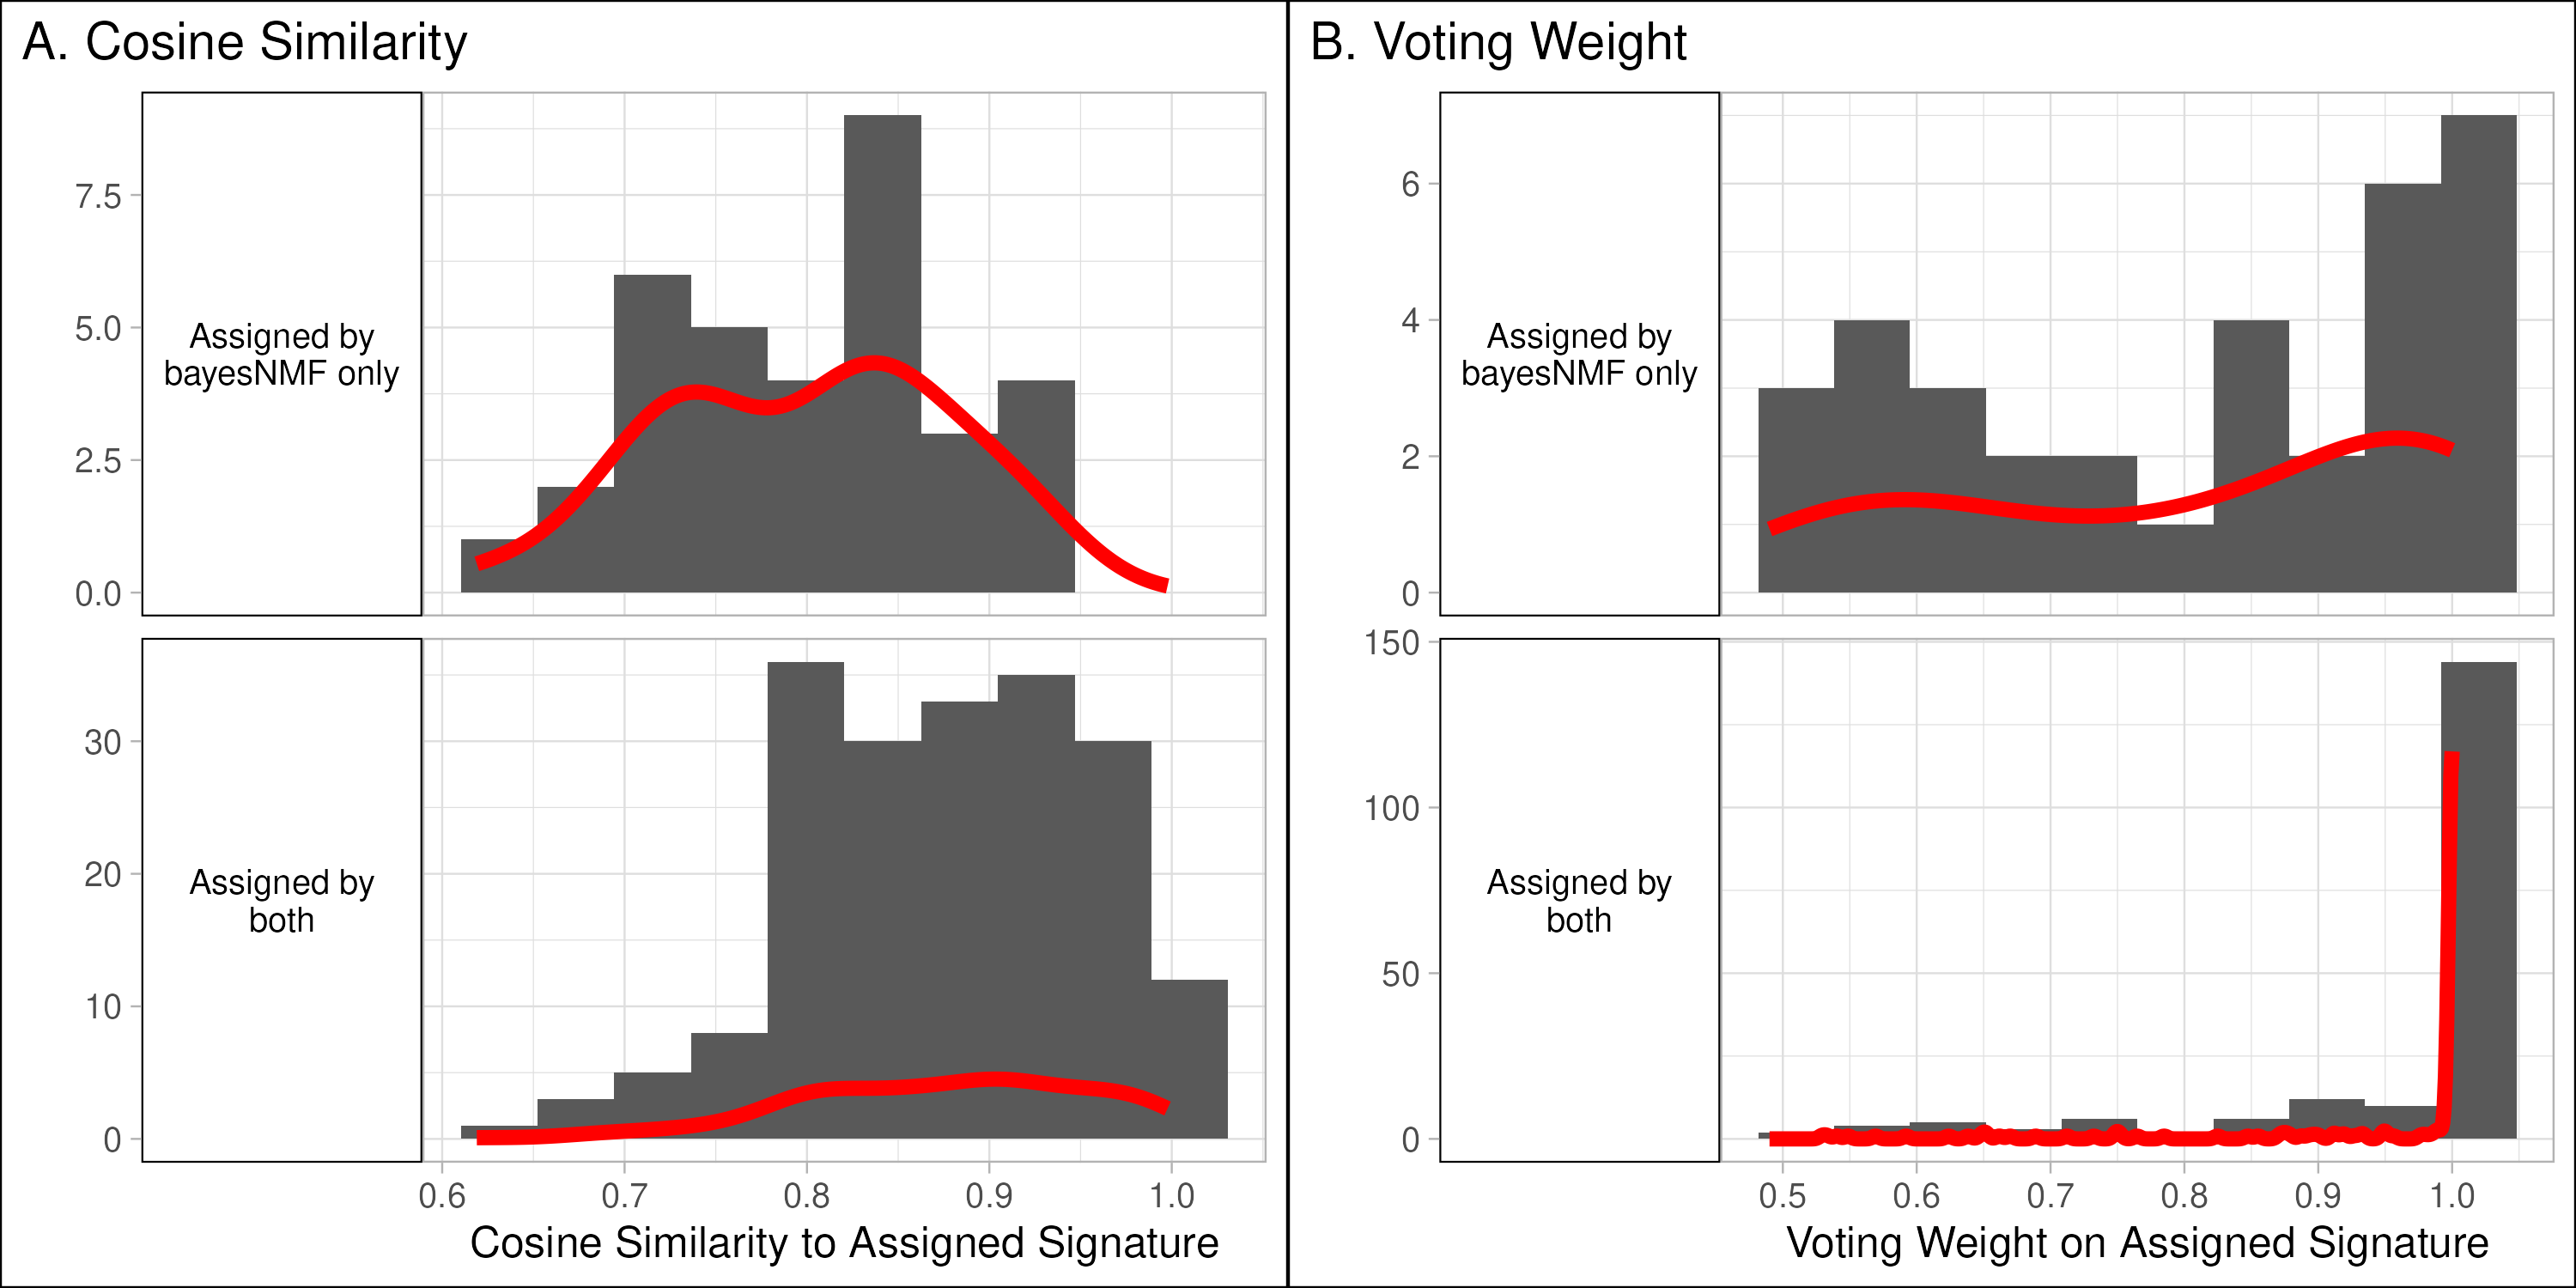 A. Cosine Similarity
Assigned by
bayesNMF only
7.5
5.0
2.5
0.0
Assigned by
both
30
20
10
0
0.6 0.7 0.8 0.9 1.0
Cosine Similarity to Assigned Signature
B. Voting Weight
Assigned by
bayesNMF only
6
4
2
0
Assigned by
both
150
100
50
0
0.5 0.6 0.7 0.8 0.9 1.0
Voting Weight on Assigned Signature